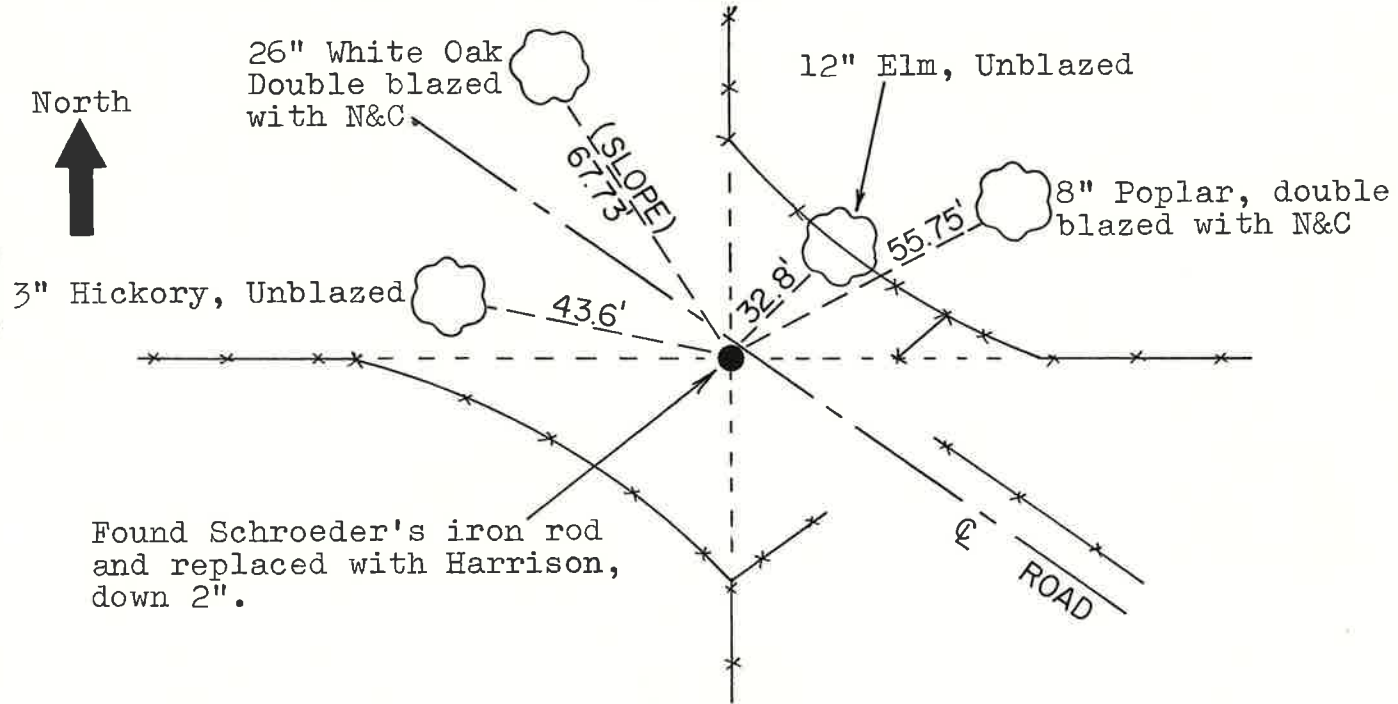 North
26" White Oak
Double blazed
with N&C.
(SLOPE)
67.73'
12" Elm, Unblazed
8" Poplar, double
blazed with N&C
55.75'
32.8'
3" Hickory, Unblazed
43.6'
Found Schroeder's iron rod
and replaced with Harrison,
down 2".
℄
ROAD